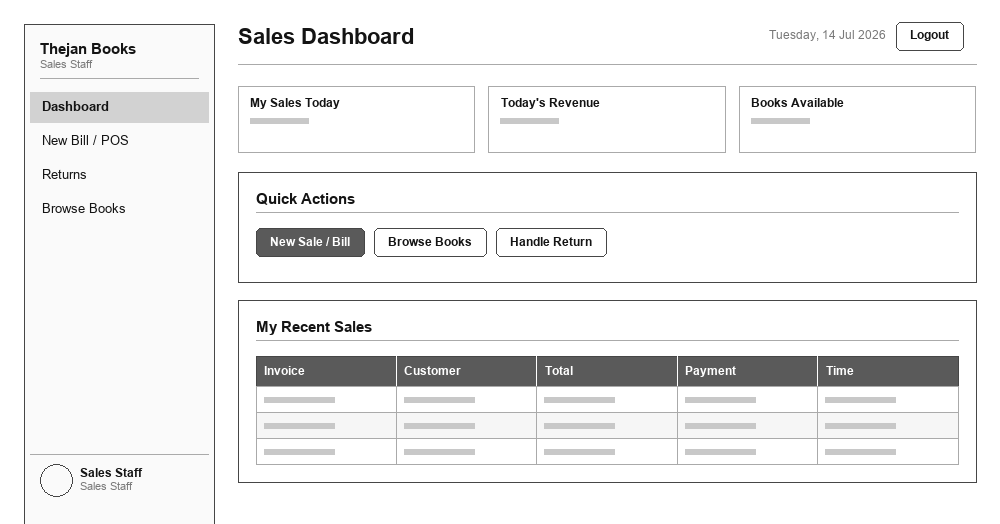 Thejan Books
Sales Staff
Dashboard
New Bill / POS
Returns
Browse Books
Sales Staff
Sales Staff
Sales Dashboard
Tuesday, 14 Jul 2026
Logout
My Sales Today
Today's Revenue
Books Available
Quick Actions
New Sale / Bill
Browse Books
Handle Return
My Recent Sales
Invoice Customer Total Payment Time